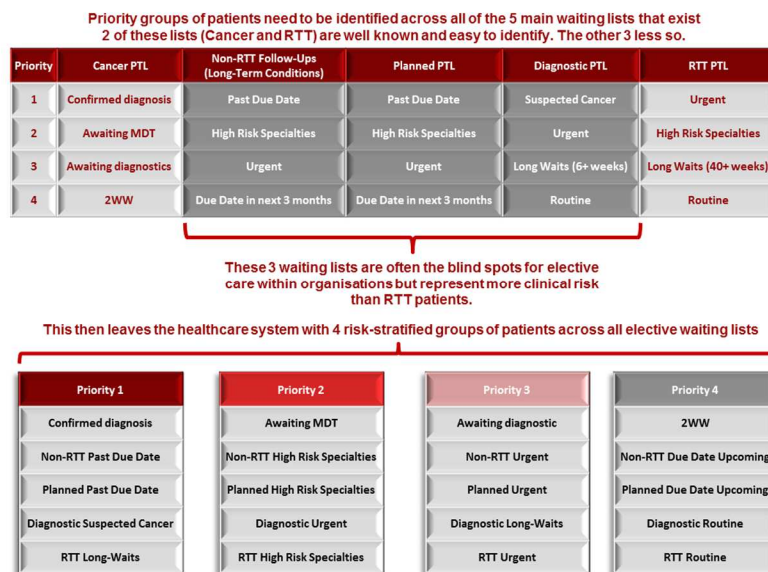 Priority groups of patients need to be identified across all of the 5 main waiting lists that exist
2 of these lists (Cancer and RTT) are well known and easy to identify. The other 3 less so.
Priority Cancer PTL Non-RTT Follow-Ups (Long-Term Conditions) Planned PTL Diagnostic PTL RTT PTL
1 Confirmed diagnosis Past Due Date Past Due Date Suspected Cancer Urgent
2 Awaiting MDT High Risk Specialties High Risk Specialties Urgent High Risk Specialties
3 Awaiting diagnostics Urgent Urgent Long Waits (6+ weeks) Long Waits (40+ weeks)
4 2WW Due Date in next 3 months Due Date in next 3 months Routine Routine
These 3 waiting lists are often the blind spots for elective
care within organisations but represent more clinical risk
than RTT patients.
This then leaves the healthcare system with 4 risk-stratified groups of patients across all elective waiting lists
Priority 1 Priority 2 Priority 3 Priority 4
Confirmed diagnosis Awaiting MDT Awaiting diagnostic 2WW
Non-RTT Past Due Date Non-RTT High Risk Specialties Non-RTT Urgent Non-RTT Due Date Upcoming
Planned Past Due Date Planned High Risk Specialties Planned Urgent Planned Due Date Upcoming
Diagnostic Suspected Cancer Diagnostic Urgent Diagnostic Long-Waits Diagnostic Routine
RTT Long-Waits RTT High Risk Specialties RTT Urgent RTT Routine